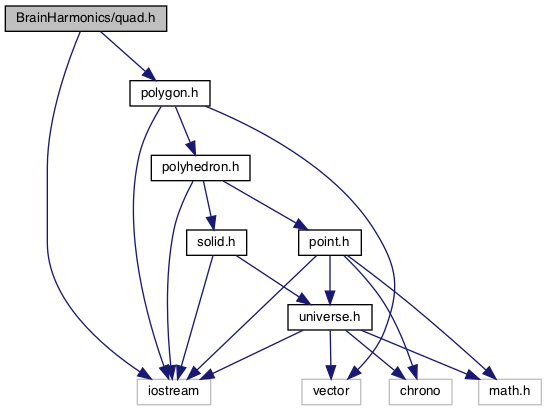 BrainHarmonics/quad.h
polygon.h
polyhedron.h
solid.h
point.h
universe.h
iostream
vector
chrono
math.h